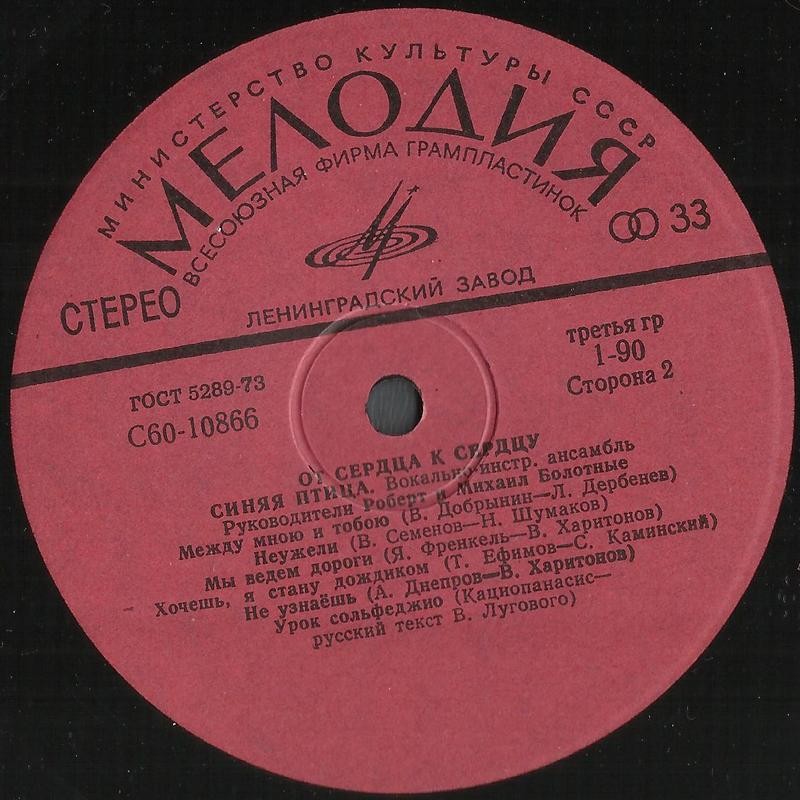 МИНИСТЕРСТВО КУЛЬТУРЫ СССР
МЕЛОДИЯ
ВСЕСОЮЗНАЯ ФИРМА ГРАМПЛАСТИНОК
33
СТЕРЕО
ЛЕНИНГРАДСКИЙ ЗАВОД
ГОСТ 5289-73
С60-10866
третья гр
1-90
Сторона 2
ОТ СЕРДЦА К СЕРДЦУ
СИНЯЯ ПТИЦА. Вокально-инстр. ансамбль
Руководители Роберт и Михаил Болотные
Между мною и тобою (В. Добрынин—Л. Дербенев)
Неужели (В. Семенов—Н. Шумаков)
Мы ведем дороги (Я. Френкель—В. Харитонов)
Хочешь, я стану дождиком (Т. Ефимов—С. Каминский)
Не узнаёшь (А. Днепров—В. Харитонов)
Урок сольфеджио (Кациопанасис—
русский текст В. Лугового)